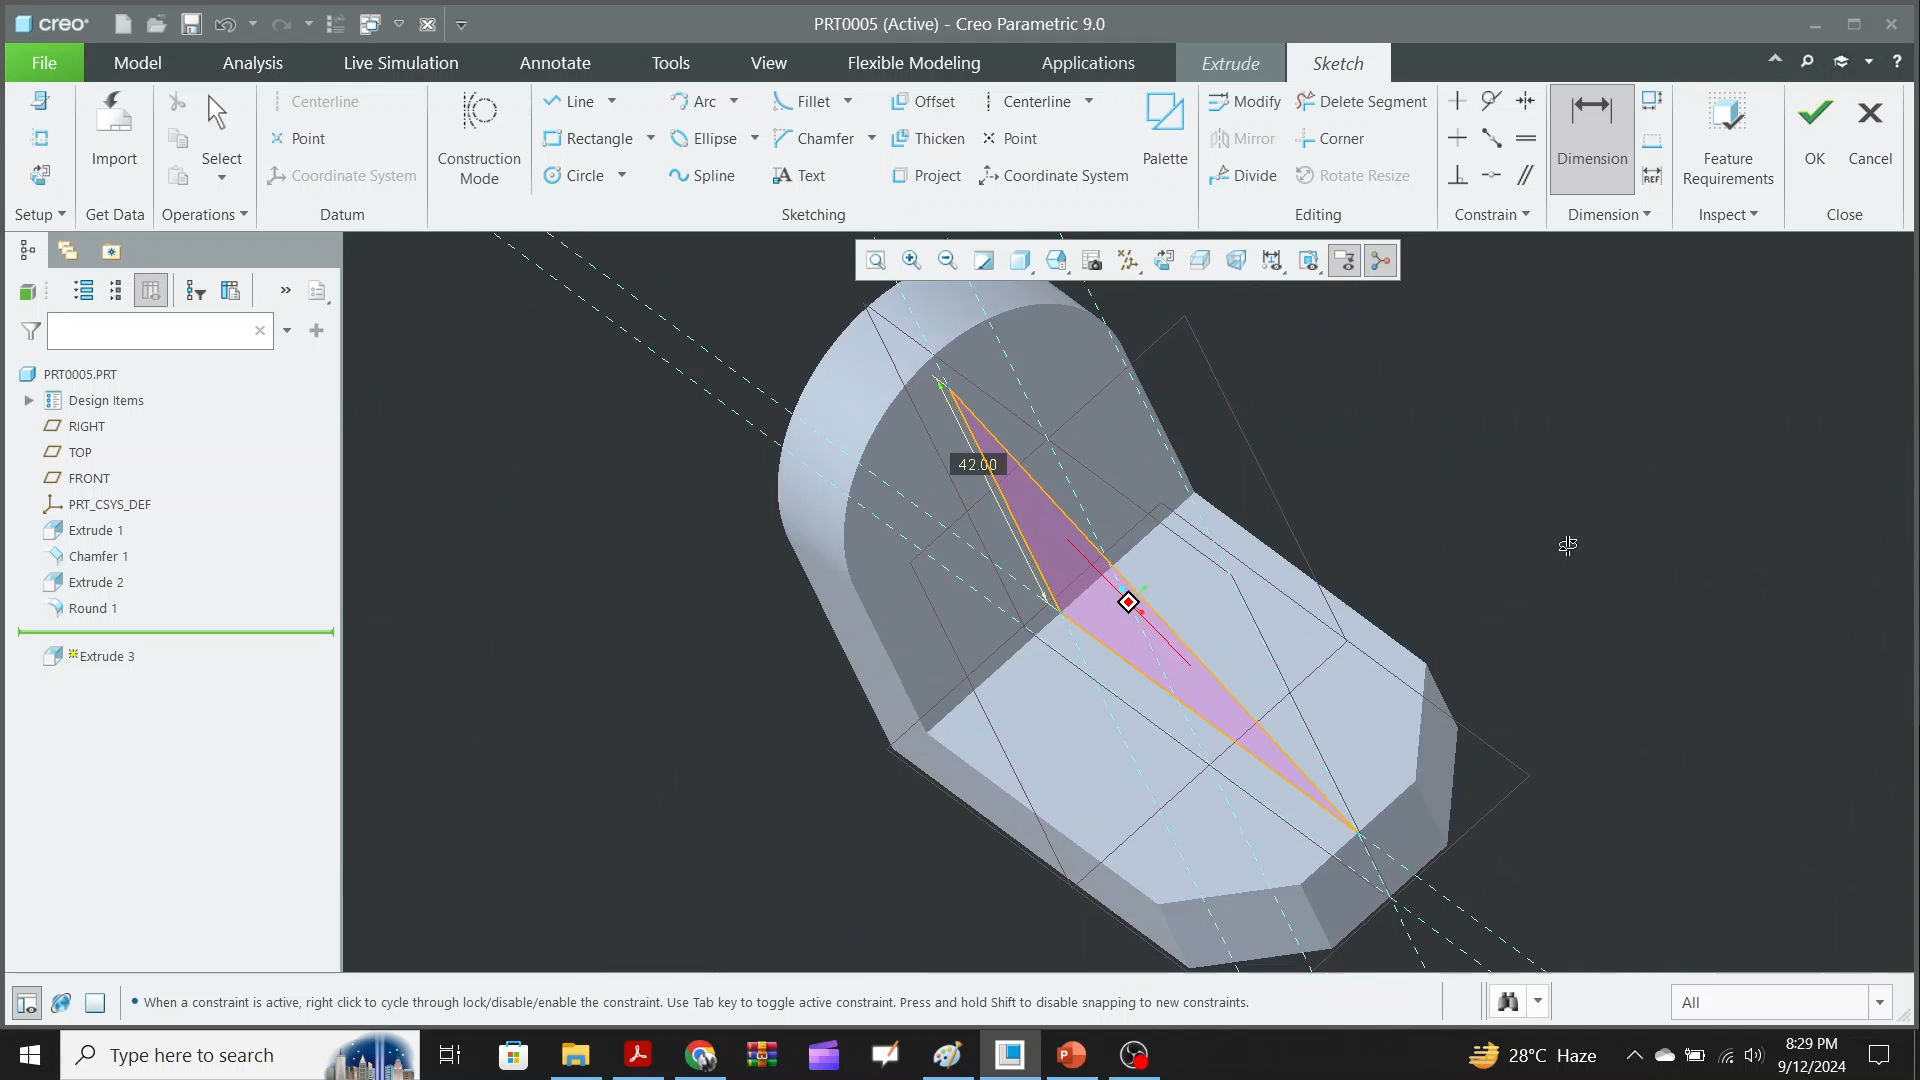 creo®
PRT0005 (Active) - Creo Parametric 9.0
File Model Analysis Live Simulation Annotate Tools View Flexible Modeling Applications Extrude Sketch
Import
Select
Centerline
Point
Coordinate System
Construction Mode
Line Arc Fillet Offset Centerline
Rectangle Ellipse Chamfer Thicken Point
Circle Spline Text Project Coordinate System
Palette
Modify Delete Segment
Mirror Corner
Divide Rotate Resize
Dimension
REF
Feature Requirements
OK Cancel
Setup Get Data Operations Datum Sketching Editing Constrain Dimension Inspect Close
PRT0005.PRT
Design Items
RIGHT
TOP
FRONT
PRT_CSYS_DEF
Extrude 1
Chamfer 1
Extrude 2
Round 1
Extrude 3
42.00
• When a constraint is active, right click to cycle through lock/disable/enable the constraint. Use Tab key to toggle active constraint. Press and hold Shift to disable snapping to new constraints.
All
Type here to search
28°C Haze
8:29 PM
9/12/2024